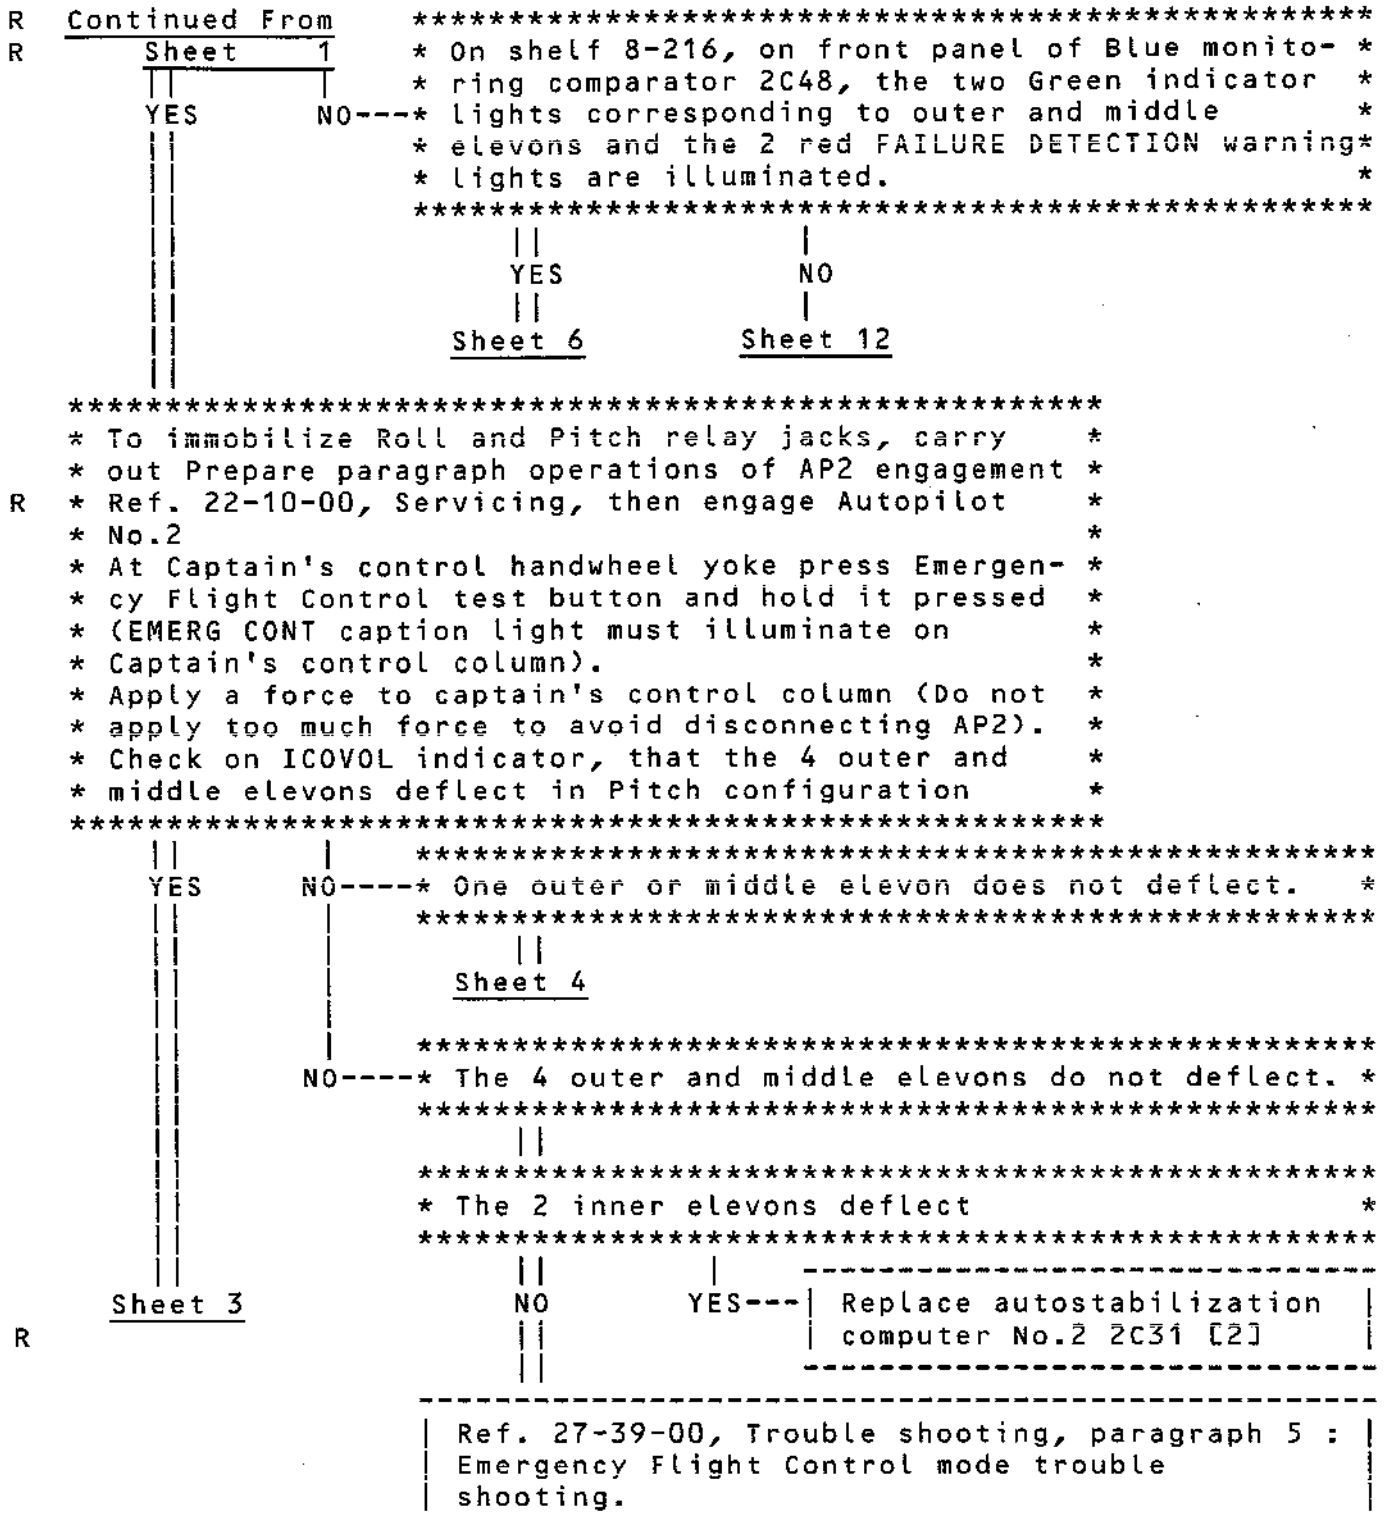 R Continued From
R Sheet 1
YES NO---
* On shelf 8-216, on front panel of Blue monito- *
* ring comparator 2C48, the two Green indicator *
* lights corresponding to outer and middle *
* elevons and the 2 red FAILURE DETECTION warning*
* lights are illuminated. *
YES NO
Sheet 6 Sheet 12
* To immobilize Roll and Pitch relay jacks, carry *
* out Prepare paragraph operations of AP2 engagement *
R * Ref. 22-10-00, Servicing, then engage Autopilot *
* No.2 *
* At Captain's control handwheel yoke press Emergen- *
* cy Flight Control test button and hold it pressed *
* (EMERG CONT caption light must illuminate on *
* Captain's control column). *
* Apply a force to captain's control column (Do not *
* apply too much force to avoid disconnecting AP2). *
* Check on ICOVOL indicator, that the 4 outer and *
* middle elevons deflect in Pitch configuration *
YES NO----* One outer or middle elevon does not deflect. *
Sheet 4
NO----* The 4 outer and middle elevons do not deflect. *
* The 2 inner elevons deflect *
Sheet 3 NO YES---| Replace autostabilization |
R | computer No.2 2C31 [2] |
| Ref. 27-39-00, Trouble shooting, paragraph 5 : |
| Emergency Flight Control mode trouble |
| shooting. |